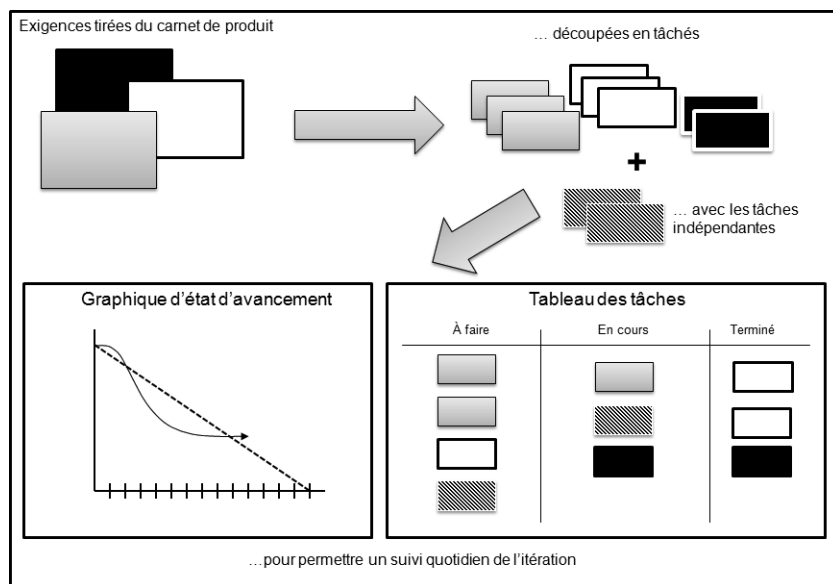 Exigences tirées du carnet de produit
… découpées en tâchés
+
… avec les tâches
indépendantes
Graphique d’état d’avancement
Tableau des tâches
À faire
En cours
Terminé
…pour permettre un suivi quotidien de l’itération